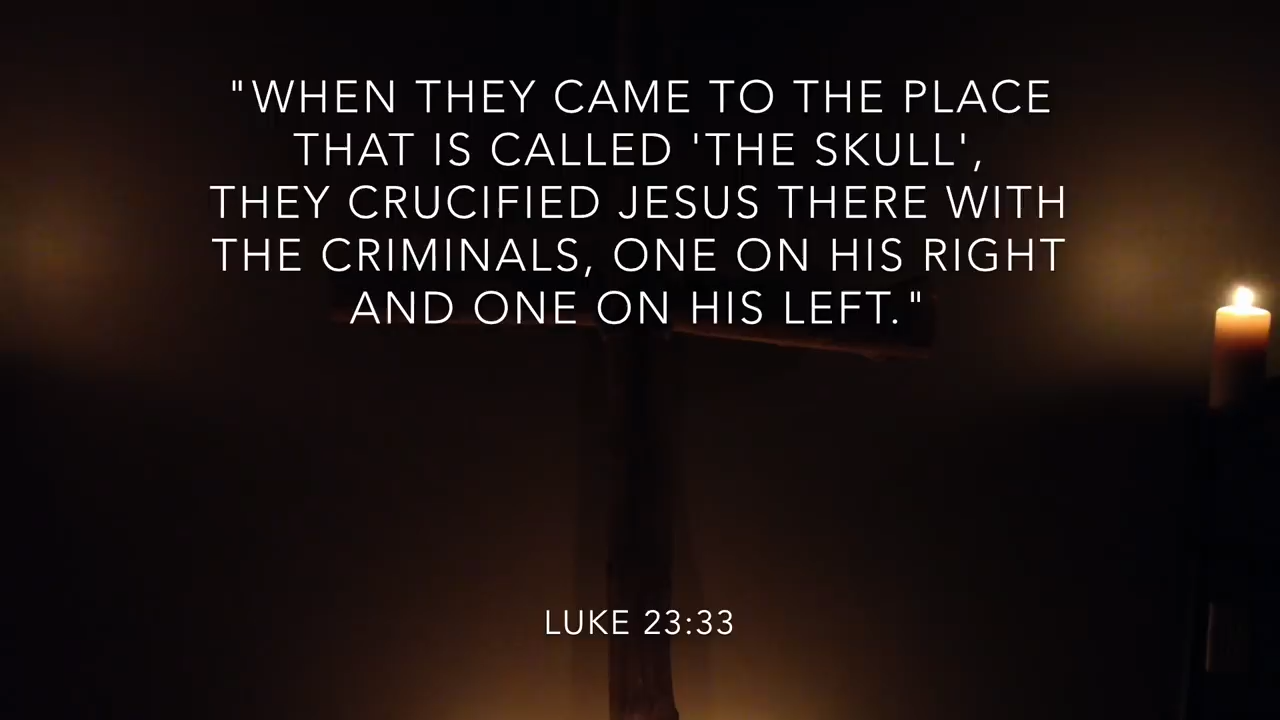 "WHEN THEY CAME TO THE PLACE
THAT IS CALLED 'THE SKULL',
THEY CRUCIFIED JESUS THERE WITH
THE CRIMINALS, ONE ON HIS RIGHT
AND ONE ON HIS LEFT."
LUKE 23:33